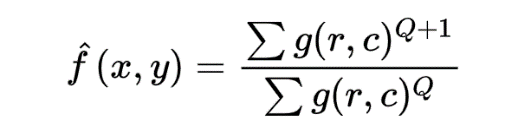 f̂ (x, y) = ∑ g(r, c)^{Q+1} / ∑ g(r, c)^{Q}